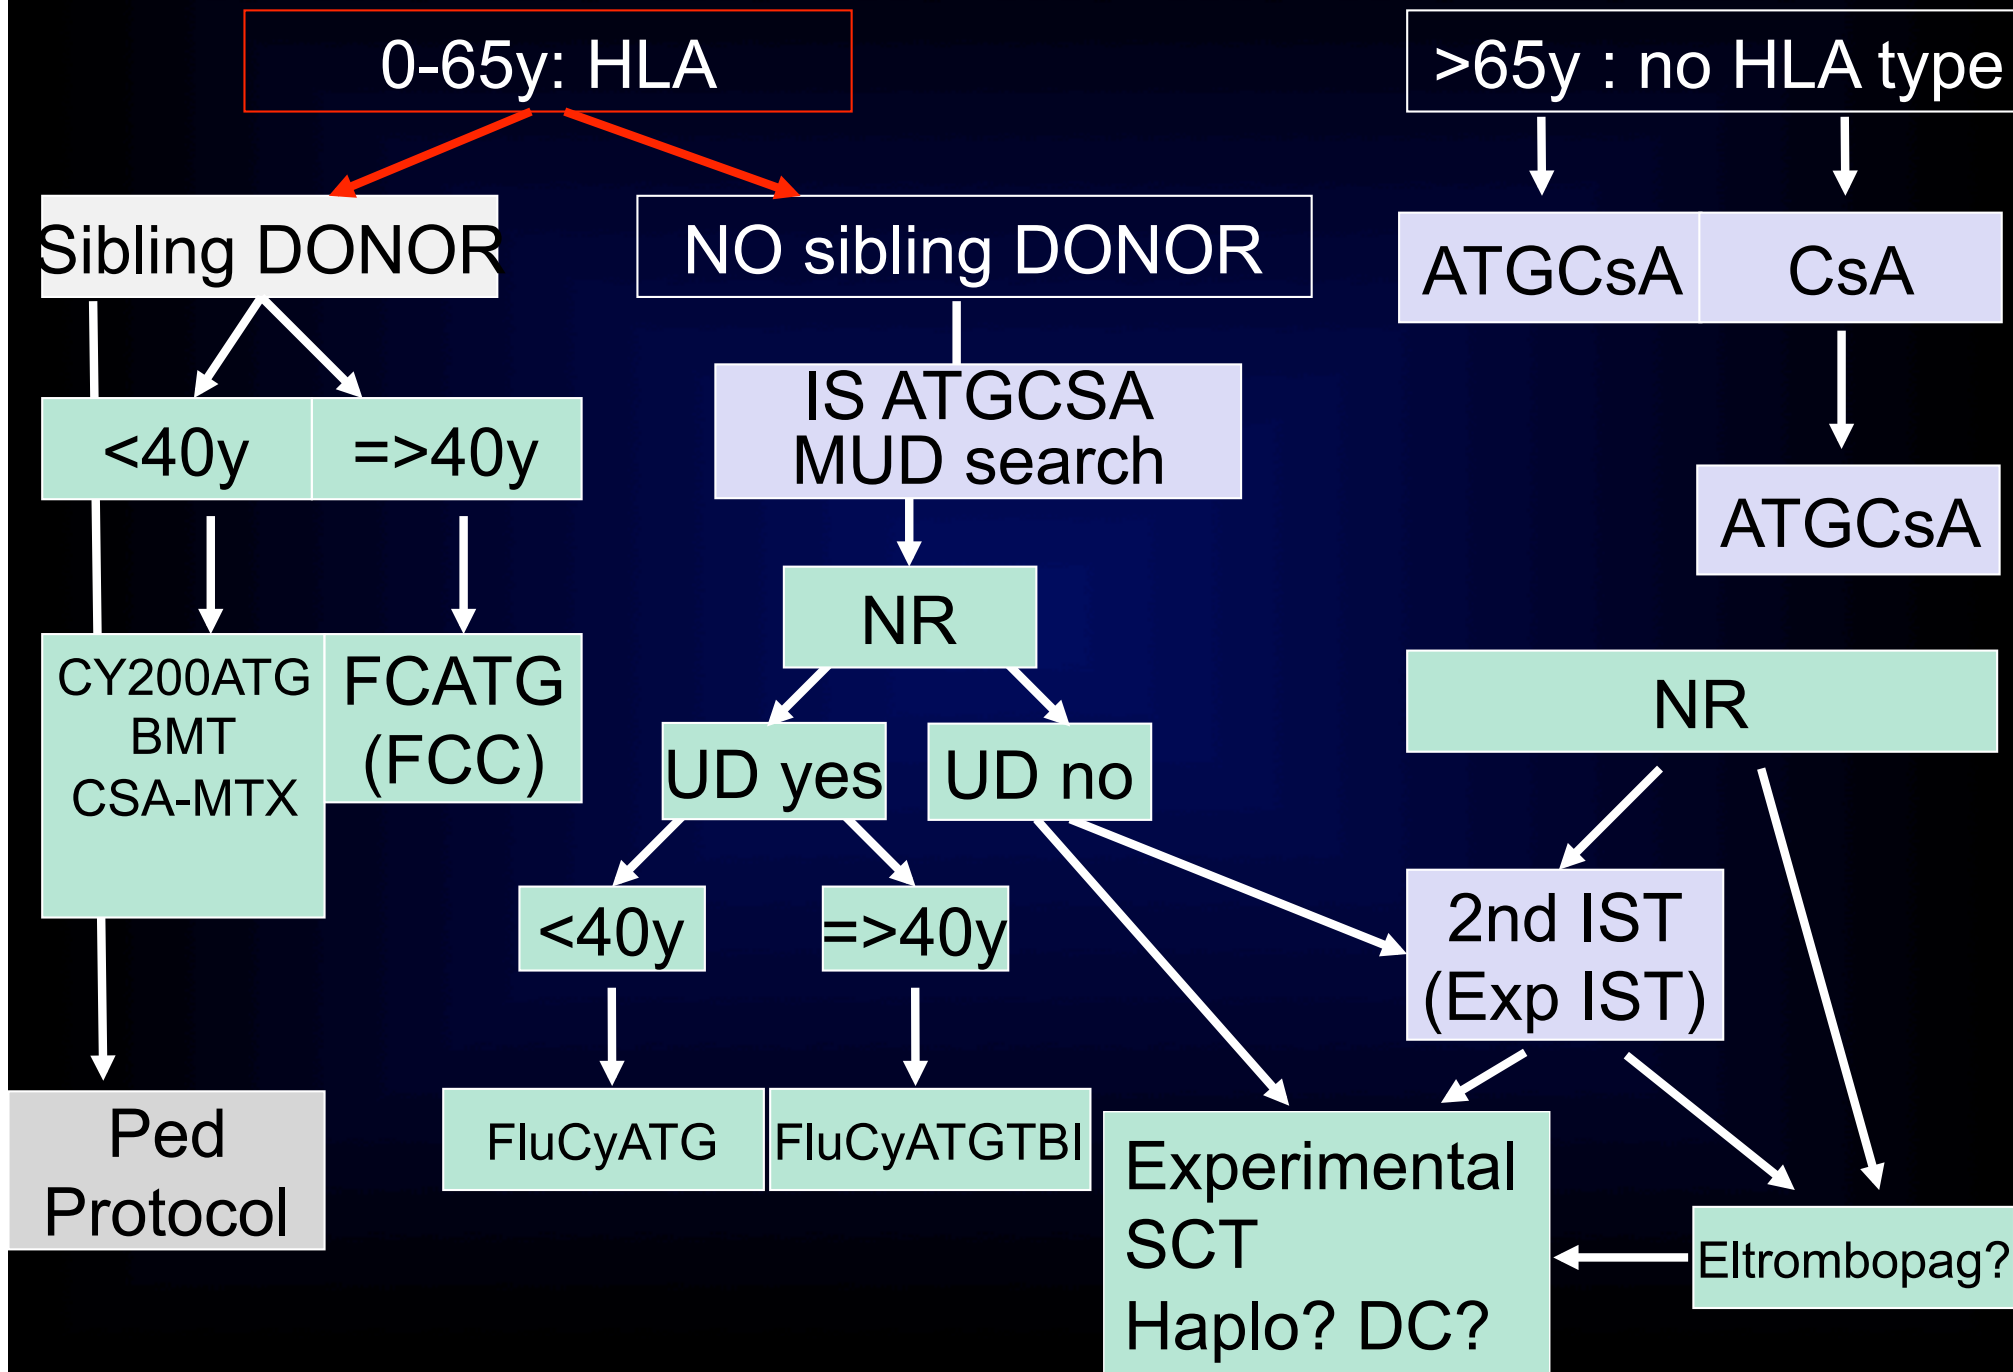 0-65y: HLA
>65y : no HLA type
Sibling DONOR
NO sibling DONOR
ATGCsA
CsA
IS ATGCSA
MUD search
<40y
=>40y
ATGCsA
NR
CY200ATG
BMT
CSA-MTX
FCATG
(FCC)
NR
UD yes
UD no
<40y
=>40y
2nd IST
(Exp IST)
Ped
Protocol
FluCyATG
FluCyATGTBI
Experimental
SCT
Haplo? DC?
Eltrombopag?